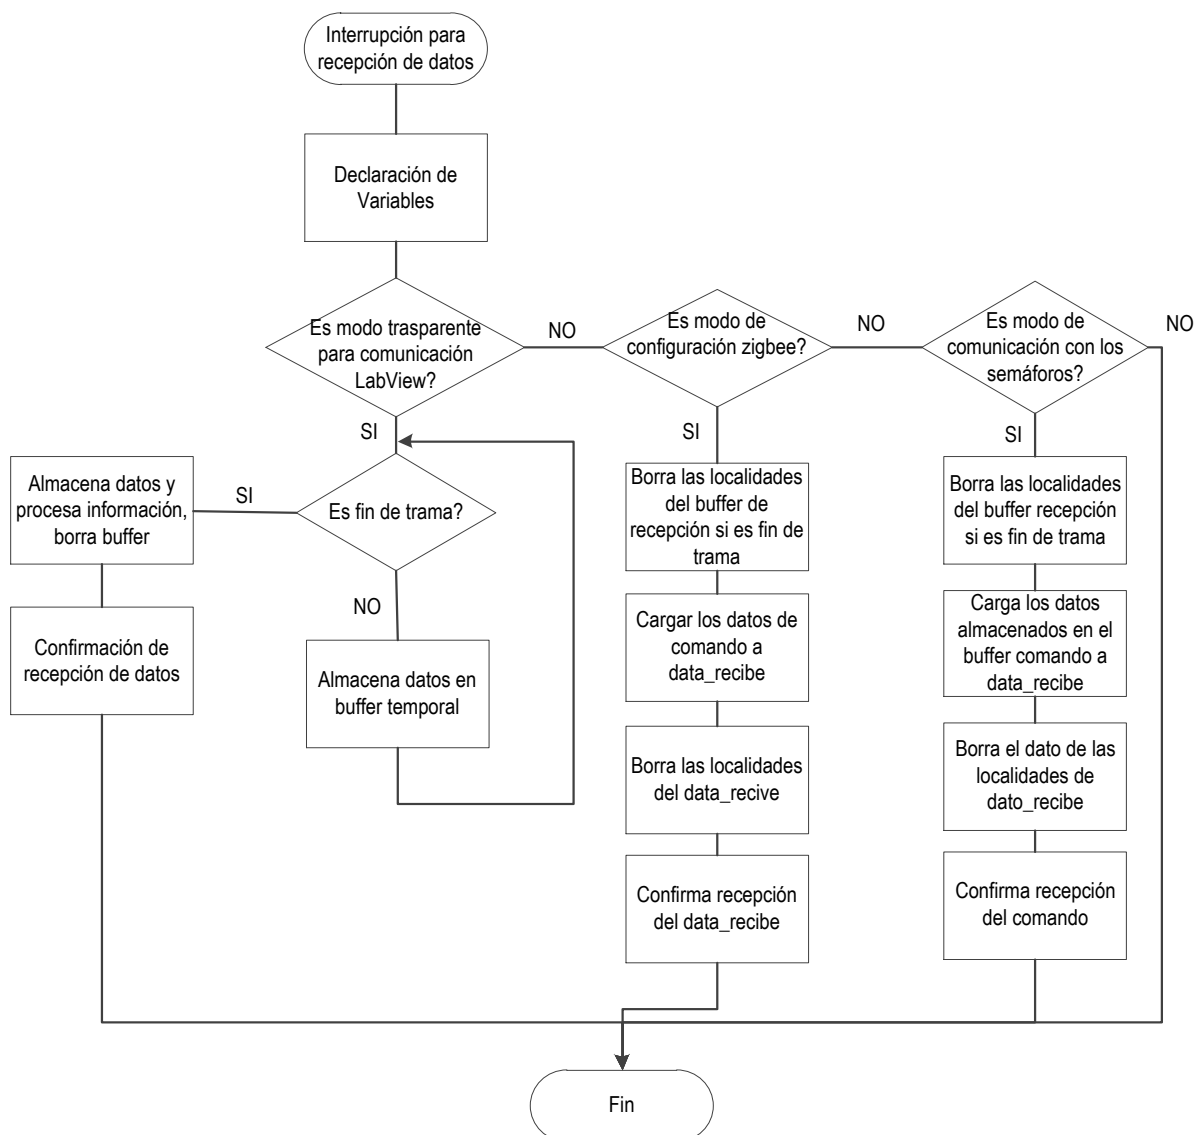 Interrupción para
recepción de datos
Declaración de
Variables
Es modo trasparente
para comunicación
LabView?
NO
Es modo de
configuración zigbee?
NO
Es modo de
comunicación con los
semáforos?
NO
SI
SI
SI
Almacena datos y
procesa información,
borra buffer
SI
Es fin de trama?
NO
Confirmación de
recepción de datos
Almacena datos en
buffer temporal
Borra las localidades
del buffer de
recepción si es fin de
trama
Cargar los datos de
comando a
data_recibe
Borra las localidades
del data_recive
Confirma recepción
del data_recibe
Borra las localidades
del buffer recepción
si es fin de trama
Carga los datos
almacenados en el
buffer comando a
data_recibe
Borra el dato de las
localidades de
dato_recibe
Confirma recepción
del comando
Fin